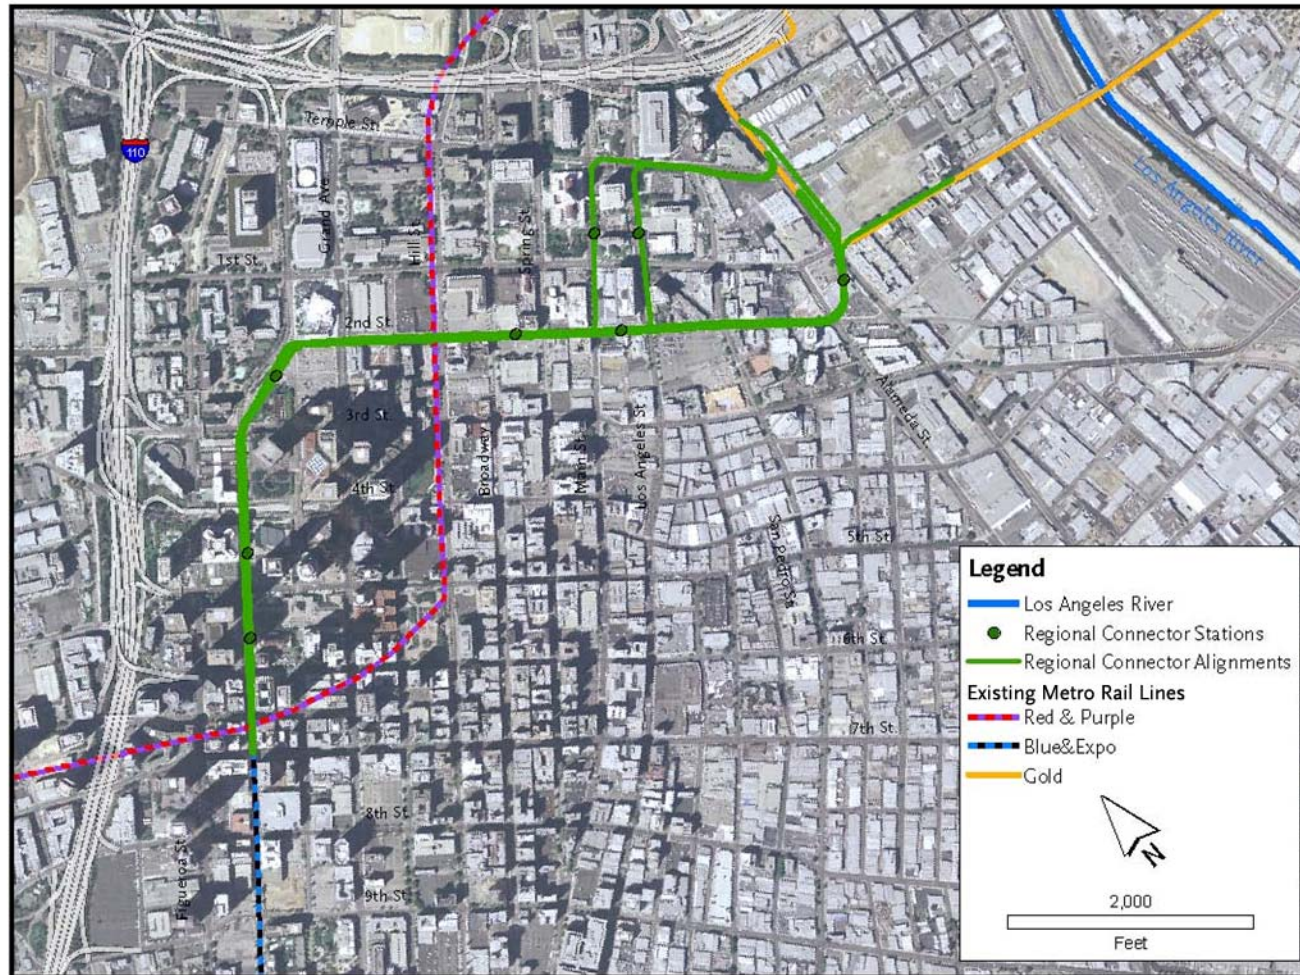 110
Temple St.
Grand Ave
Hill St.
Spring St.
1st St.
2nd St.
Los Angeles River
3rd St.
4th St.
Broadway
Main St.
Los Angeles St.
Alameda St.
San Pedro St.
5th St.
6th St.
7th St.
8th St.
9th St.
Figueroa St.
Legend
Los Angeles River
Regional Connector Stations
Regional Connector Alignments
Existing Metro Rail Lines
Red & Purple
Blue&Expo
Gold
N
2,000
Feet